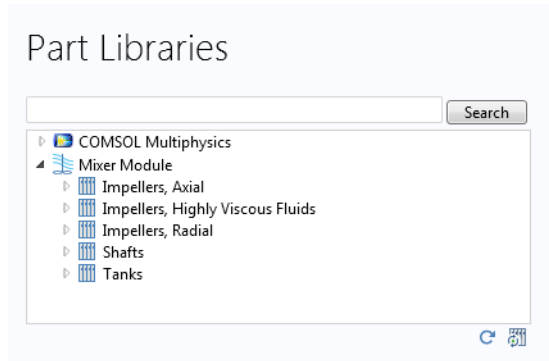 Part Libraries
Search
COMSOL Multiphysics
Mixer Module
Impellers, Axial
Impellers, Highly Viscous Fluids
Impellers, Radial
Shafts
Tanks